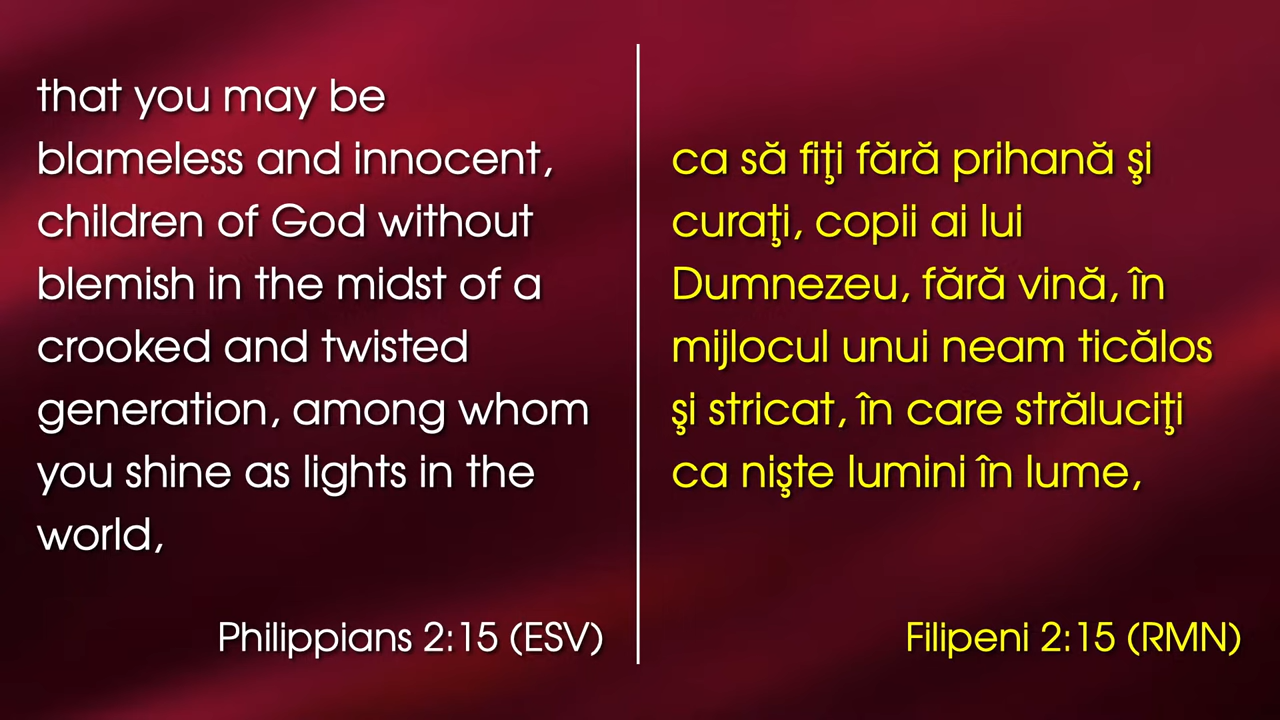 that you may be
blameless and innocent,
children of God without
blemish in the midst of a
crooked and twisted
generation, among whom
you shine as lights in the
world,
Philippians 2:15 (ESV)
ca să fiţi fără prihană şi
curaţi, copii ai lui
Dumnezeu, fără vină, în
mijlocul unui neam ticălos
şi stricat, în care străluciţi
ca nişte lumini în lume,
Filipeni 2:15 (RMN)